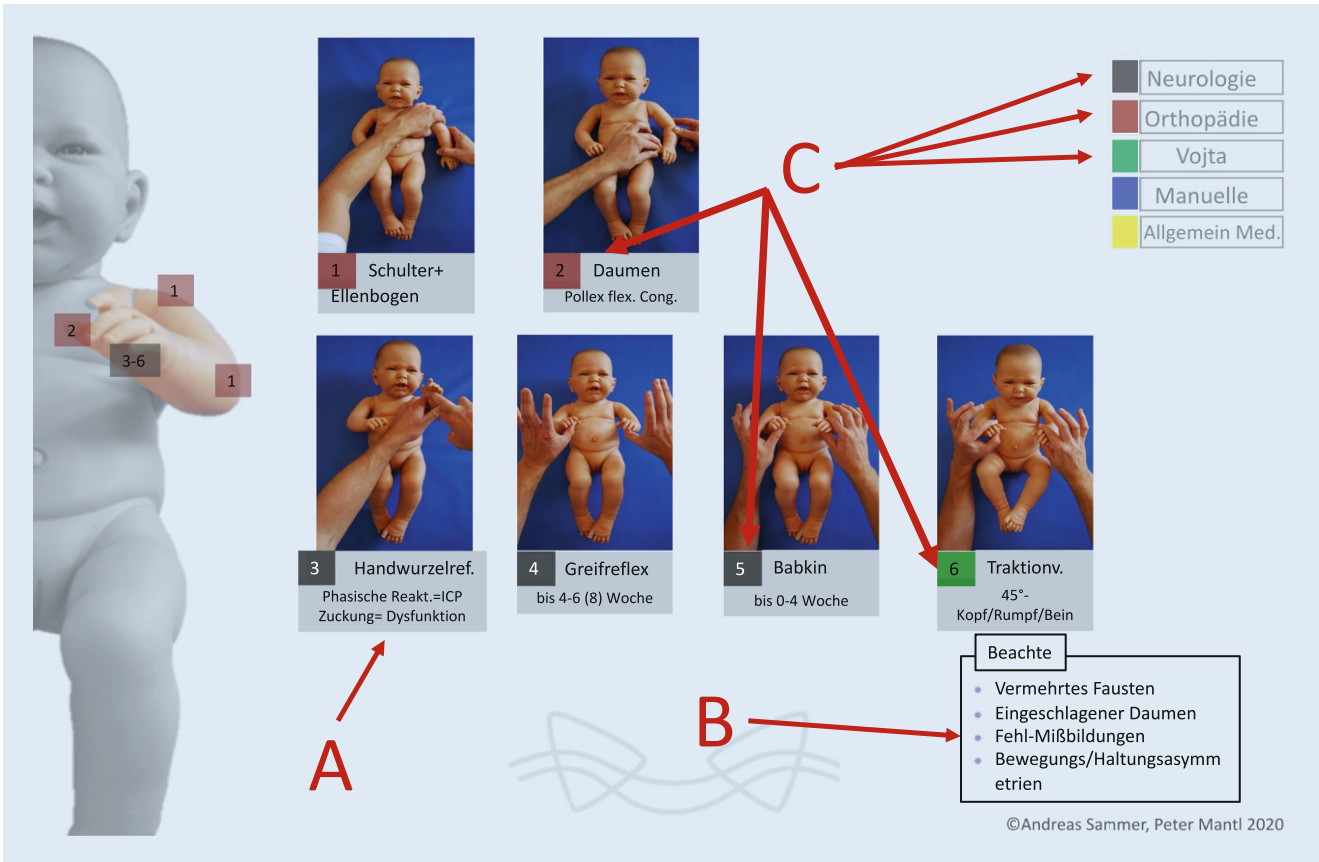 C
Neurologie
Orthopädie
Vojta
Manuelle
Allgemein Med.
1 Schulter+
Ellenbogen
2 Daumen
Pollex flex. Cong.
1
2
3-6
1
3 Handwurzelref.
Phasische Reakt.=ICP
Zuckung= Dysfunktion
4 Greifreflex
bis 4-6 (8) Woche
5 Babkin
bis 0-4 Woche
6 Traktionv.
45°-
Kopf/Rumpf/Bein
A
B
Beachte
Vermehrtes Fausten
Eingeschlagener Daumen
Fehl-Mißbildungen
Bewegungs/Haltungsasymm
etrien
©Andreas Sammer, Peter Mantl 2020